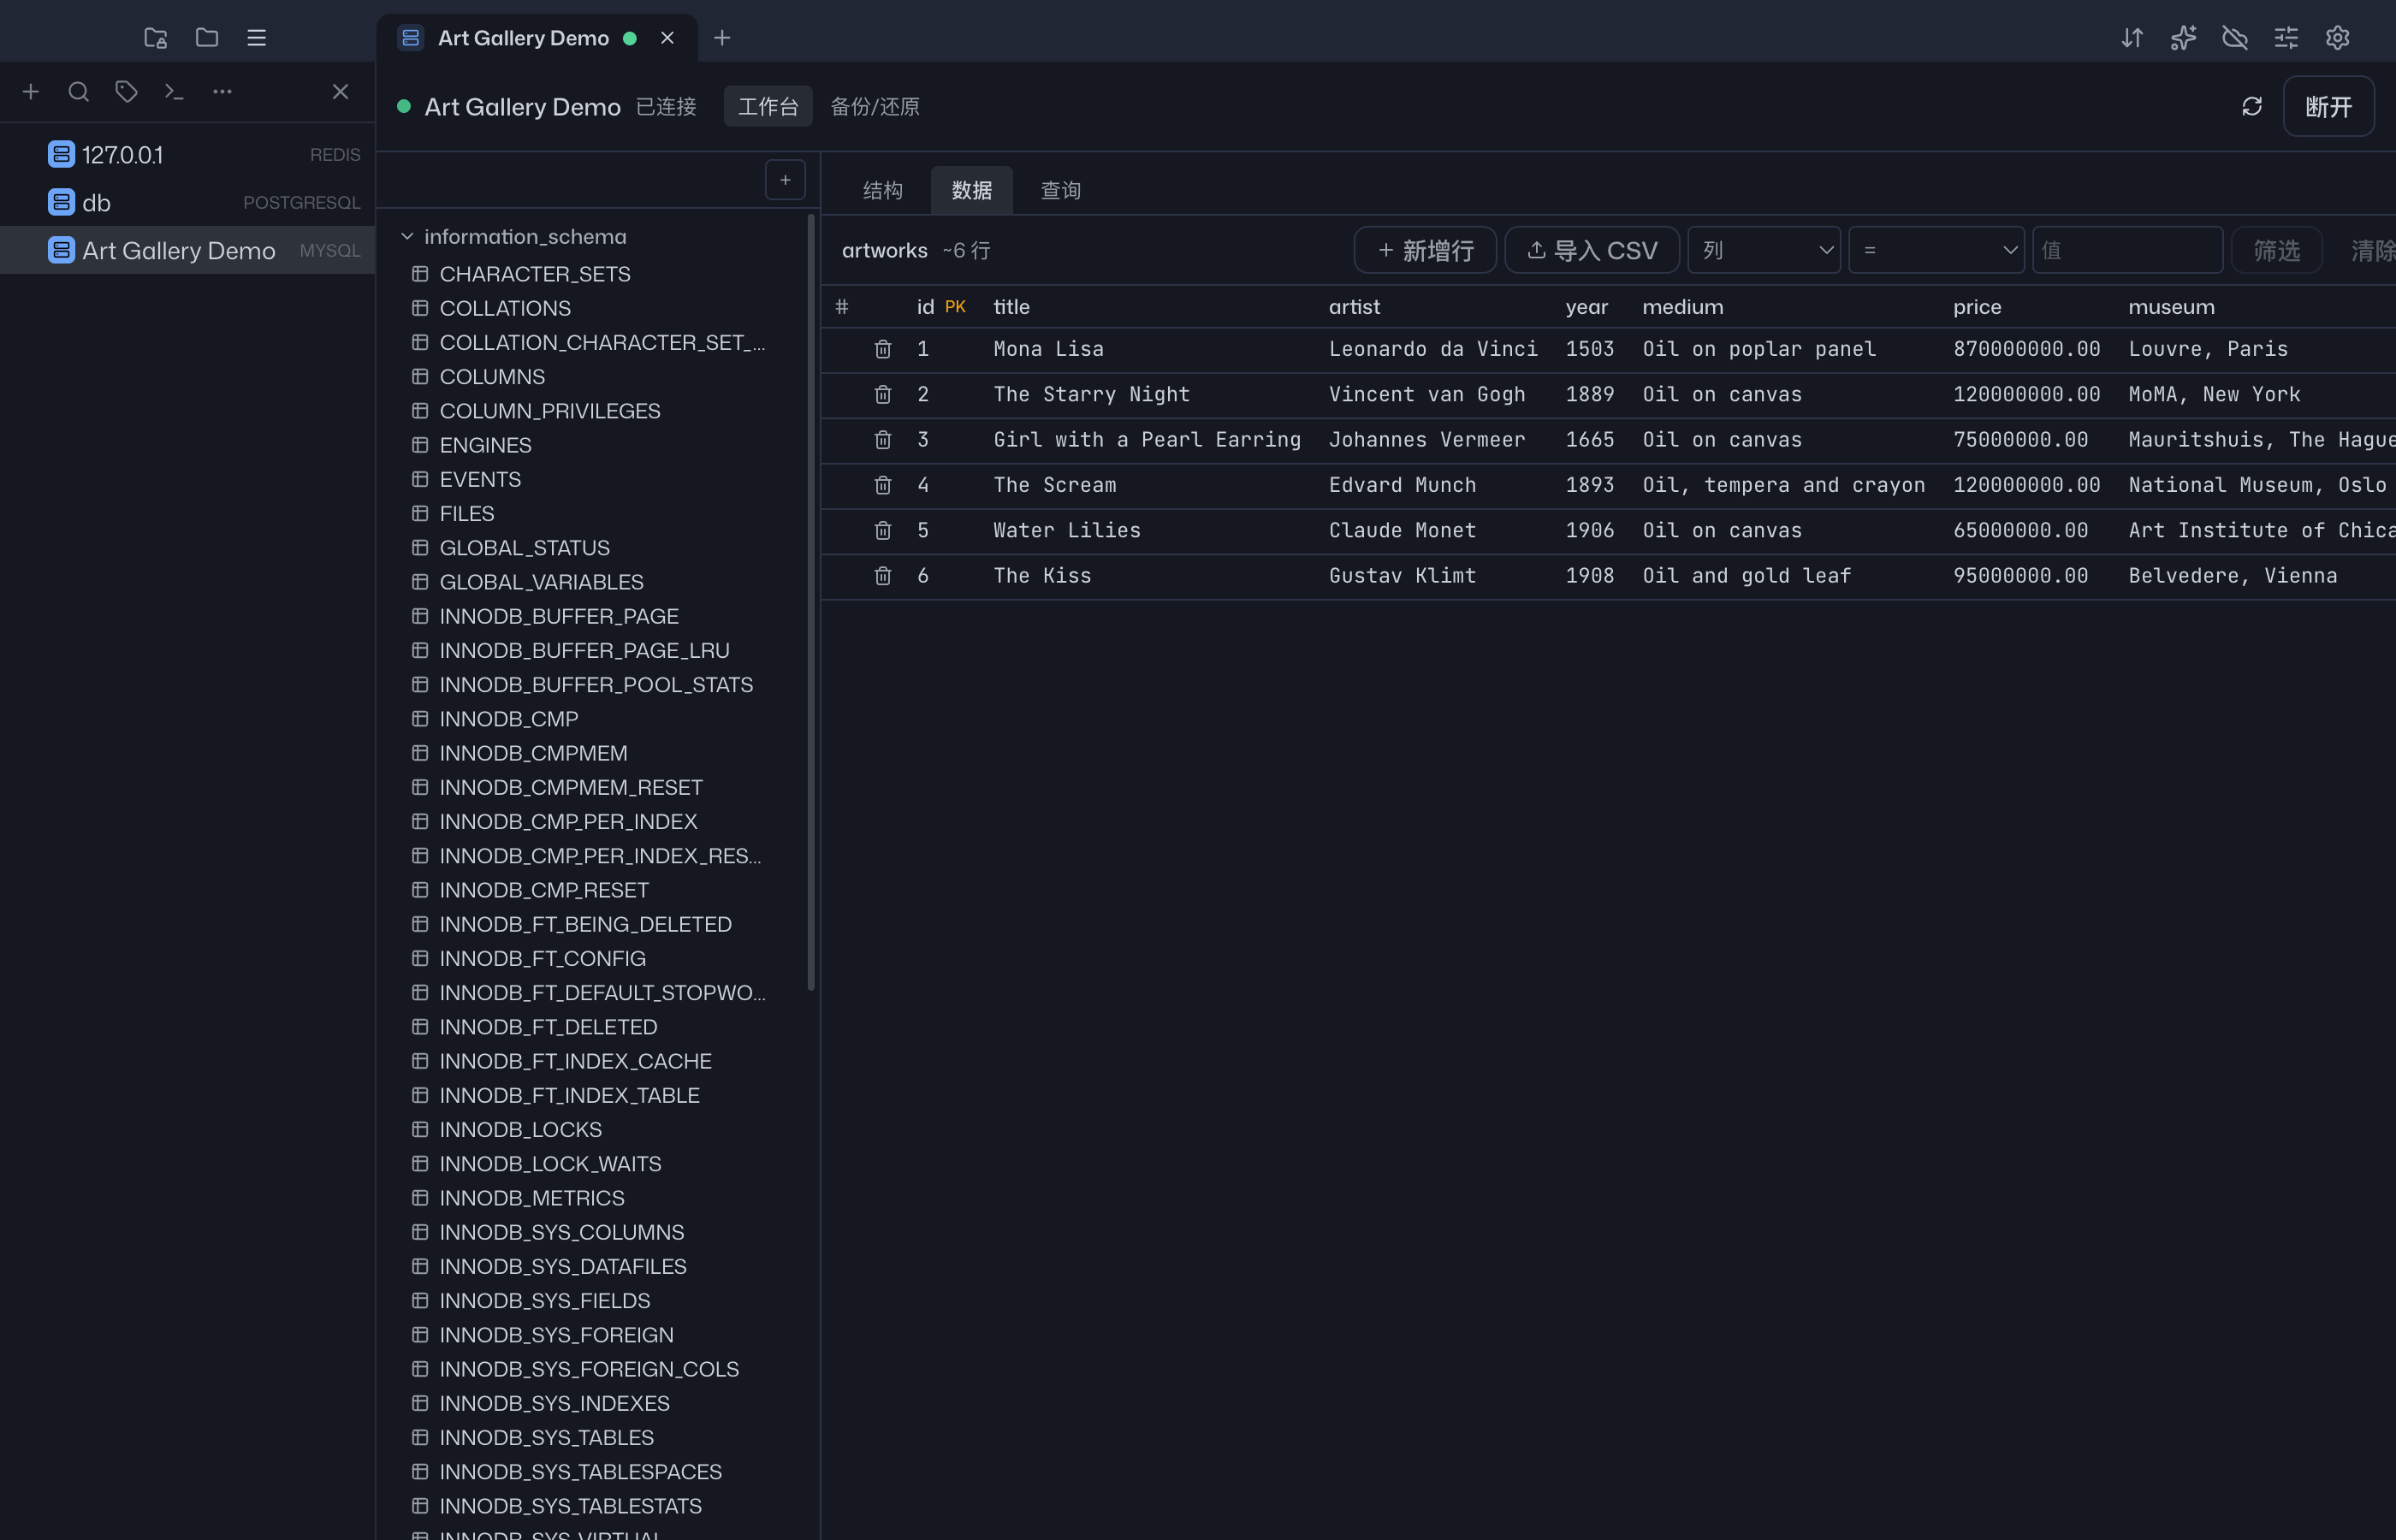 Art Gallery Demo
127.0.0.1 REDIS
db POSTGRESQL
Art Gallery Demo MYSQL
Art Gallery Demo 已连接 工作台 备份/还原 断开
information_schema
CHARACTER_SETS
COLLATIONS
COLLATION_CHARACTER_SET_...
COLUMNS
COLUMN_PRIVILEGES
ENGINES
EVENTS
FILES
GLOBAL_STATUS
GLOBAL_VARIABLES
INNODB_BUFFER_PAGE
INNODB_BUFFER_PAGE_LRU
INNODB_BUFFER_POOL_STATS
INNODB_CMP
INNODB_CMPMEM
INNODB_CMPMEM_RESET
INNODB_CMP_PER_INDEX
INNODB_CMP_PER_INDEX_RES...
INNODB_CMP_RESET
INNODB_FT_BEING_DELETED
INNODB_FT_CONFIG
INNODB_FT_DEFAULT_STOPWO...
INNODB_FT_DELETED
INNODB_FT_INDEX_CACHE
INNODB_FT_INDEX_TABLE
INNODB_LOCKS
INNODB_LOCK_WAITS
INNODB_METRICS
INNODB_SYS_COLUMNS
INNODB_SYS_DATAFILES
INNODB_SYS_FIELDS
INNODB_SYS_FOREIGN
INNODB_SYS_FOREIGN_COLS
INNODB_SYS_INDEXES
INNODB_SYS_TABLES
INNODB_SYS_TABLESPACES
INNODB_SYS_TABLESTATS
INNODB_SYS_VIRTUAL
结构 数据 查询
artworks ~6 行 + 新增行 导入 CSV 列 = 值 筛选 清除
# id PK title artist year medium price museum
1 Mona Lisa Leonardo da Vinci 1503 Oil on poplar panel 870000000.00 Louvre, Paris
2 The Starry Night Vincent van Gogh 1889 Oil on canvas 120000000.00 MoMA, New York
3 Girl with a Pearl Earring Johannes Vermeer 1665 Oil on canvas 75000000.00 Mauritshuis, The Hague
4 The Scream Edvard Munch 1893 Oil, tempera and crayon 120000000.00 National Museum, Oslo
5 Water Lilies Claude Monet 1906 Oil on canvas 65000000.00 Art Institute of Chica
6 The Kiss Gustav Klimt 1908 Oil and gold leaf 95000000.00 Belvedere, Vienna